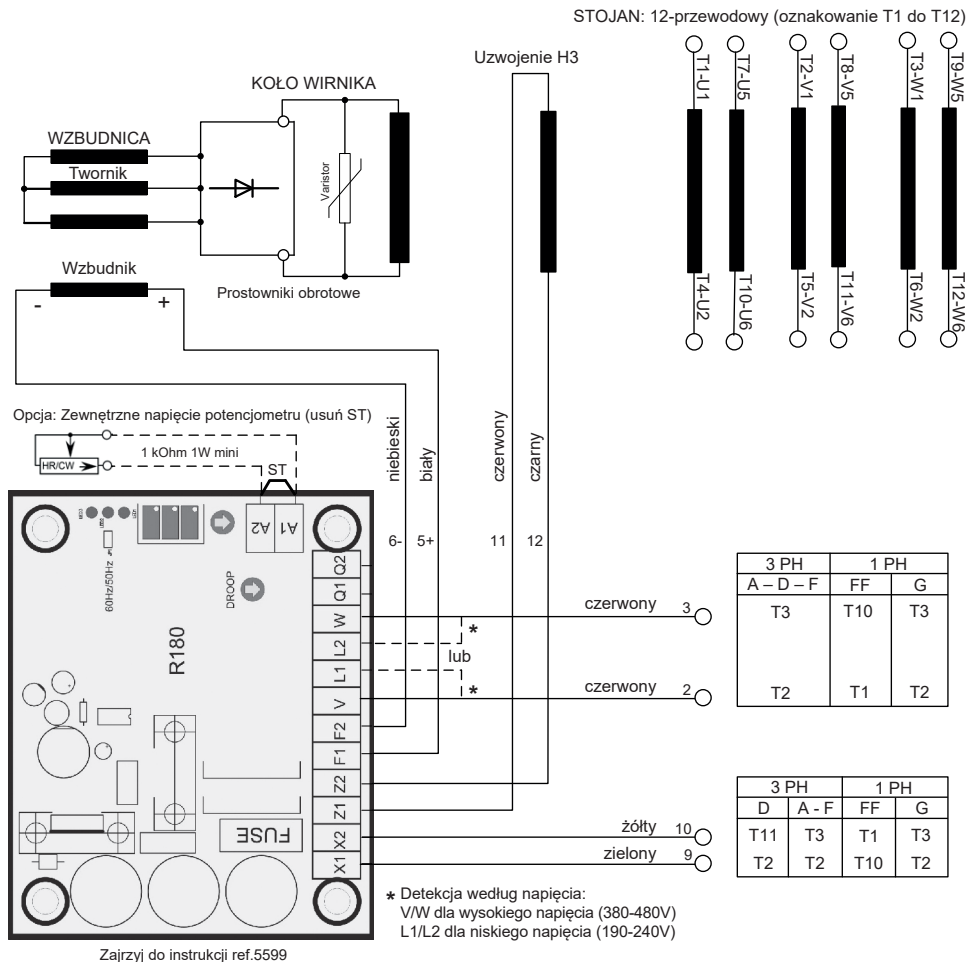 STOJAN: 12-przewodowy (oznakowanie T1 do T12)
T1-U1
T7-U5
T2-V1
T8-V5
T3-W1
T9-W5
T4-U2
T10-U6
T5-V2
T11-V6
T6-W2
T12-W6
Uzwojenie H3
KOŁO WIRNIKA
WZBUDNICA
Twornik
Varistor
Wzbudnik
- +
Prostowniki obrotowe
Opcja: Zewnętrzne napięcie potencjometru (usuń ST)
1 kOhm 1W mini
HR/CW
ST
niebieski
biały
czerwony
czarny
6- 5+ 11 12
A2 A1
60Hz/50Hz
DROOP
R180
FUSE
Q2
Q1
W
L2
L1
V
F2
F1
Z2
Z1
X2
X1
czerwony 3
*
lub
*
czerwony 2
żółty 10
zielony 9
3 PH 1 PH
A – D – F FF G
T3 T10 T3
T2 T1 T2
3 PH 1 PH
D A - F FF G
T11 T3 T1 T3
T2 T2 T10 T2
* Detekcja według napięcia:
V/W dla wysokiego napięcia (380-480V)
L1/L2 dla niskiego napięcia (190-240V)
Zajrzyj do instrukcji ref.5599